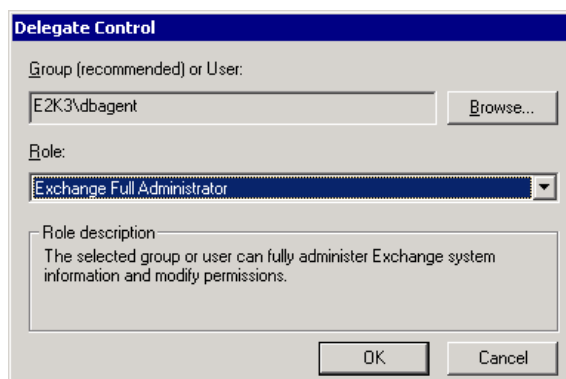 Delegate Control
Group (recommended) or User:
E2K3\dbagent
Browse...
Role:
Exchange Full Administrator
Role description
The selected group or user can fully administer Exchange system
information and modify permissions.
OK
Cancel